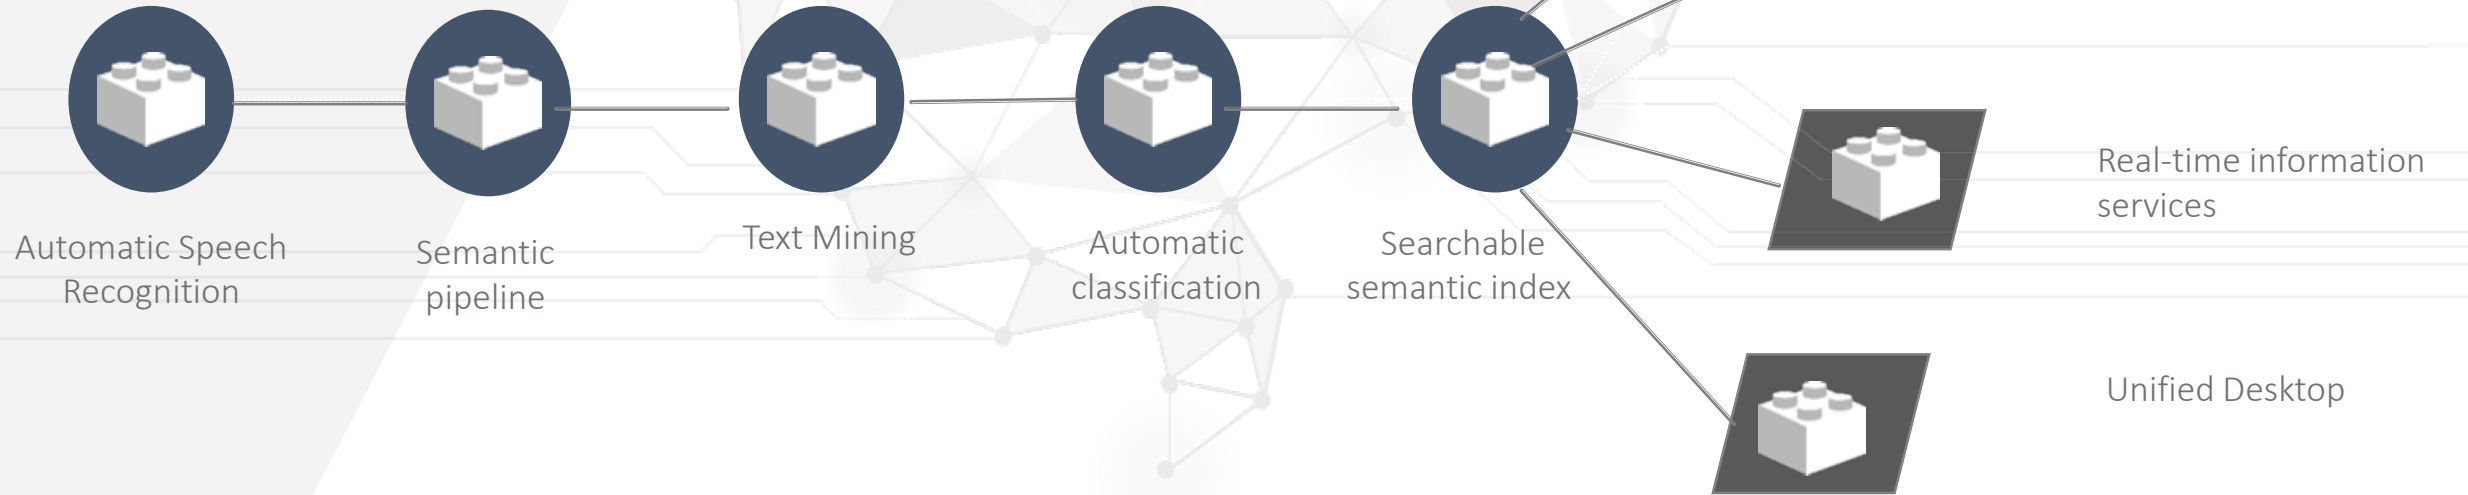 Automatic Speech
Recognition
Semantic
pipeline
Text Mining
Automatic
classification
Searchable
semantic index
Real-time information
services
Unified Desktop